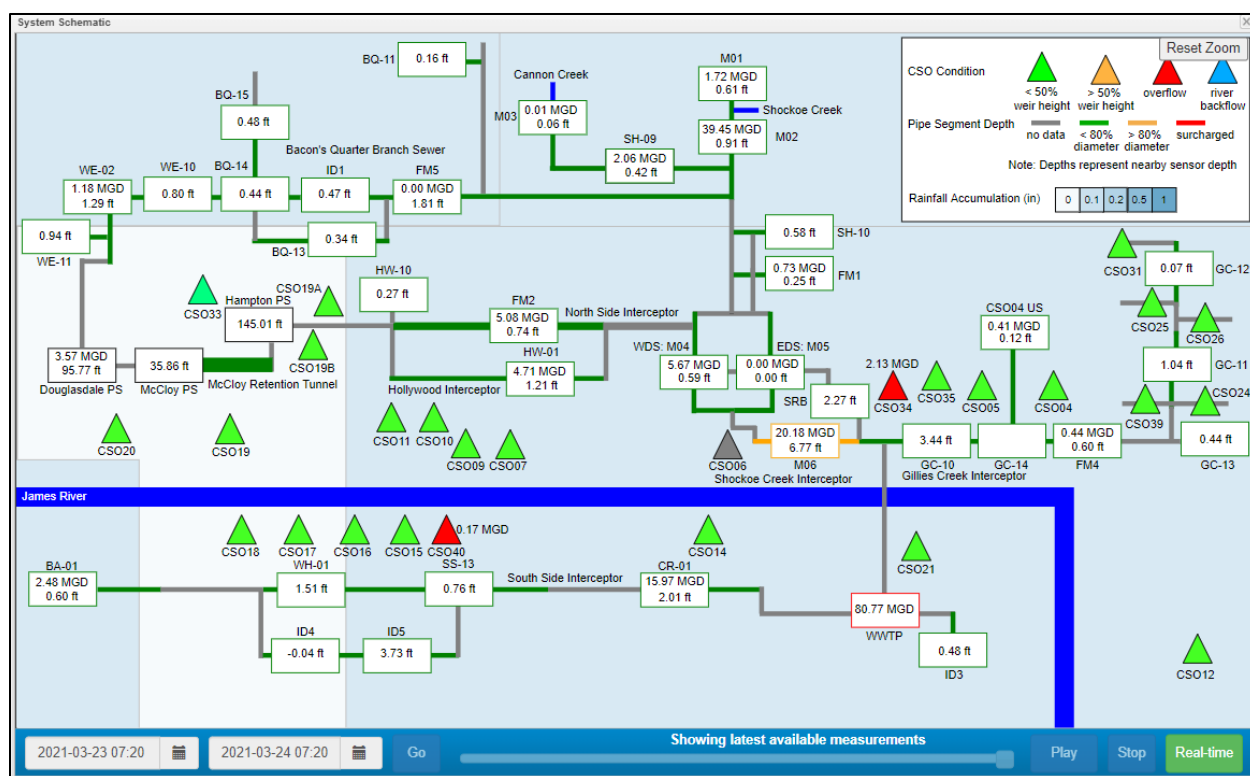 System Schematic
Reset Zoom
CSO Condition
< 50%
weir height
> 50%
weir height
overflow
river
backflow
Pipe Segment Depth
no data
< 80%
diameter
> 80%
diameter
surcharged
Note: Depths represent nearby sensor depth
Rainfall Accumulation (in)
0
0.1
0.2
0.5
1
BQ-11
0.16 ft
BQ-15
0.48 ft
Cannon Creek
M03
0.01 MGD
0.06 ft
M01
1.72 MGD
0.61 ft
Shockoe Creek
39.45 MGD
0.91 ft
M02
SH-09
2.06 MGD
0.42 ft
Bacon's Quarter Branch Sewer
WE-02
1.18 MGD
1.29 ft
WE-10
0.80 ft
BQ-14
0.44 ft
ID1
0.47 ft
FM5
0.00 MGD
1.81 ft
0.94 ft
WE-11
BQ-13
0.34 ft
0.58 ft
SH-10
0.73 MGD
0.25 ft
FM1
CSO33
CSO19A
CSO19B
Hampton PS
145.01 ft
3.57 MGD
95.77 ft
Douglasdale PS
35.86 ft
McCloy PS
McCloy Retention Tunnel
HW-10
0.27 ft
FM2
5.08 MGD
0.74 ft
North Side Interceptor
HW-01
4.71 MGD
1.21 ft
Hollywood Interceptor
WDS: M04
5.67 MGD
0.59 ft
EDS: M05
0.00 MGD
0.00 ft
SRB
2.27 ft
2.13 MGD
CSO34
CSO35
CSO05
CSO04 US
0.41 MGD
0.12 ft
CSO04
CSO31
0.07 ft
GC-12
CSO25
CSO26
1.04 ft
GC-11
CSO24
CSO39
0.44 ft
GC-13
0.44 MGD
0.60 ft
FM4
GC-14
3.44 ft
GC-10
Gillies Creek Interceptor
20.18 MGD
6.77 ft
M06
CSO06
Shockoe Creek Interceptor
CSO20
CSO19
CSO11
CSO10
CSO09
CSO07
James River
CSO18
CSO17
CSO16
CSO15
CSO40
0.17 MGD
CSO14
CSO21
CSO12
BA-01
2.48 MGD
0.60 ft
WH-01
1.51 ft
SS-13
0.76 ft
South Side Interceptor
CR-01
15.97 MGD
2.01 ft
80.77 MGD
WWTP
0.48 ft
ID3
ID4
-0.04 ft
ID5
3.73 ft
2021-03-23 07:20
2021-03-24 07:20
Go
Showing latest available measurements
Play
Stop
Real-time